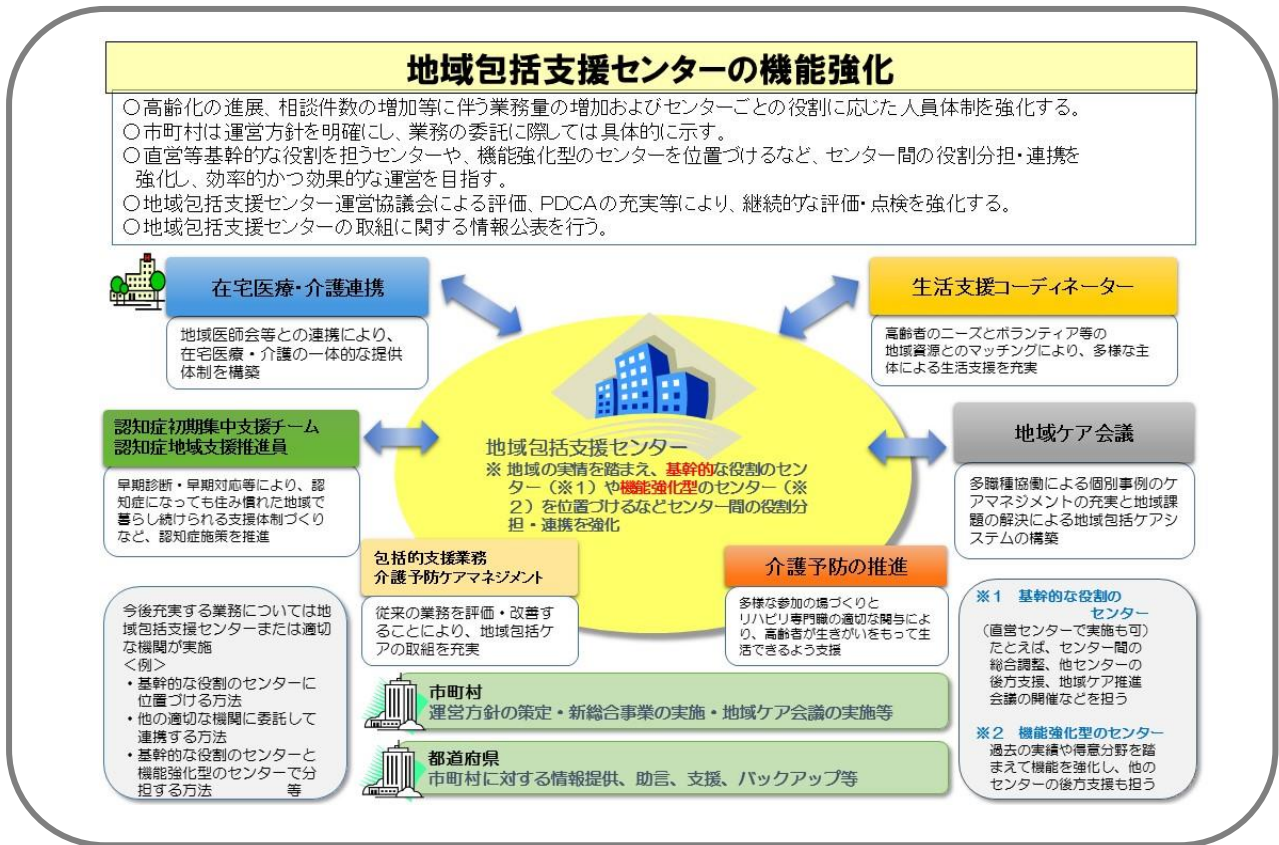 地域包括支援センターの機能強化
○高齢化の進展、相談件数の増加等に伴う業務量の増加およびセンターごとの役割に応じた人員体制を強化する。
○市町村は運営方針を明確にし、業務の委託に際しては具体的に示す。
○直営等基幹的な役割を担うセンターや、機能強化型のセンターを位置づけるなど、センター間の役割分担・連携を
強化し、効率的かつ効果的な運営を目指す。
○地域包括支援センター運営協議会による評価、PDCAの充実等により、継続的な評価・点検を強化する。
○地域包括支援センターの取組に関する情報公表を行う。
在宅医療・介護連携
地域医師会等との連携により、
在宅医療・介護の一体的な提供
体制を構築
生活支援コーディネーター
高齢者のニーズとボランティア等の
地域資源とのマッチングにより、多様な主
体による生活支援を充実
認知症初期集中支援チーム
認知症地域支援推進員
早期診断・早期対応等により、認
知症になっても住み慣れた地域で
暮らし続けられる支援体制づくり
など、認知症施策を推進
地域包括支援センター
※ 地域の実情を踏まえ、基幹的な役割のセン
ター（※1）や機能強化型のセンター（※
2）を位置づけるなどセンター間の役割分
担・連携を強化
地域ケア会議
多職種協働による個別事例のケ
アマネジメントの充実と地域課
題の解決による地域包括ケアシ
ステムの構築
包括的支援業務
介護予防ケアマネジメント
従来の業務を評価・改善す
ることにより、地域包括ケ
アの取組を充実
介護予防の推進
多様な参加の場づくりと
リハビリ専門職の適切な関与によ
り、高齢者が生きがいをもって生
活できるよう支援
今後充実する業務については地
域包括支援センターまたは適切
な機関が実施
＜例＞
・基幹的な役割のセンターに
位置づける方法
・他の適切な機関に委託して
連携する方法
・基幹的な役割のセンターと
機能強化型のセンターで分
担する方法　　　　　等
※1　基幹的な役割の
センター
（直営センターで実施も可）
たとえば、センター間の
総合調整、他センターの
後方支援、地域ケア推進
会議の開催などを担う
※2　機能強化型のセンター
過去の実績や得意分野を踏
まえて機能を強化し、他の
センターの後方支援も担う
市町村
運営方針の策定・新総合事業の実施・地域ケア会議の実施等
都道府県
市町村に対する情報提供、助言、支援、バックアップ等